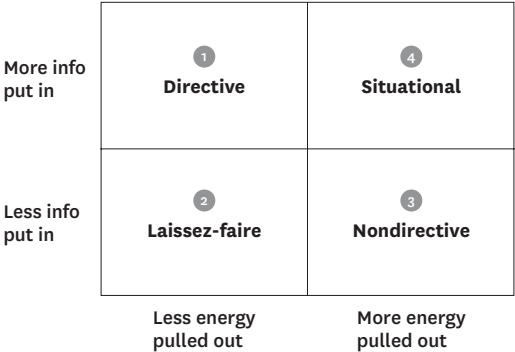 More info
put in
1
Directive
4
Situational
Less info
put in
2
Laissez-faire
3
Nondirective
Less energy
pulled out
More energy
pulled out